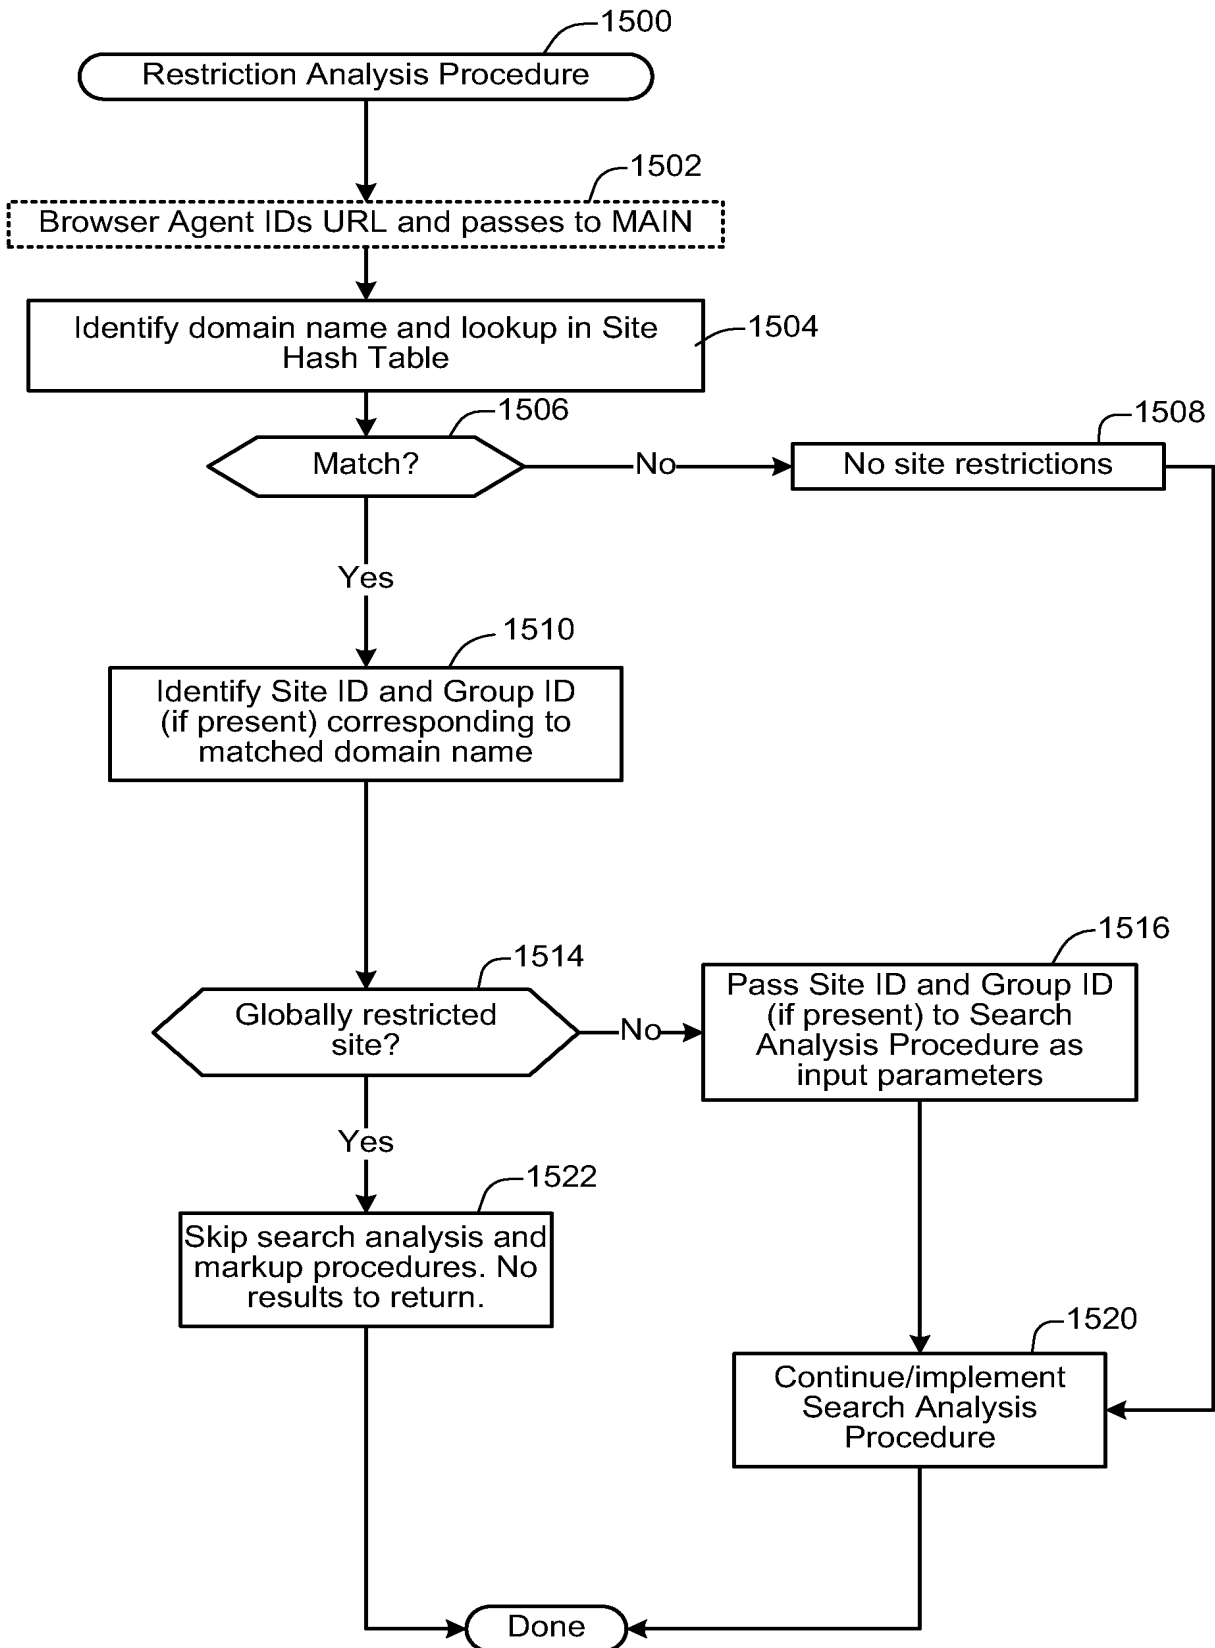 1500
Restriction Analysis Procedure
1502
Browser Agent IDs URL and passes to MAIN
Identify domain name and lookup in Site
Hash Table
1504
1506
Match?
No
1508
No site restrictions
Yes
1510
Identify Site ID and Group ID
(if present) corresponding to
matched domain name
1514
Globally restricted
site?
No
1516
Pass Site ID and Group ID
(if present) to Search
Analysis Procedure as
input parameters
Yes
1522
Skip search analysis and
markup procedures. No
results to return.
1520
Continue/implement
Search Analysis
Procedure
Done